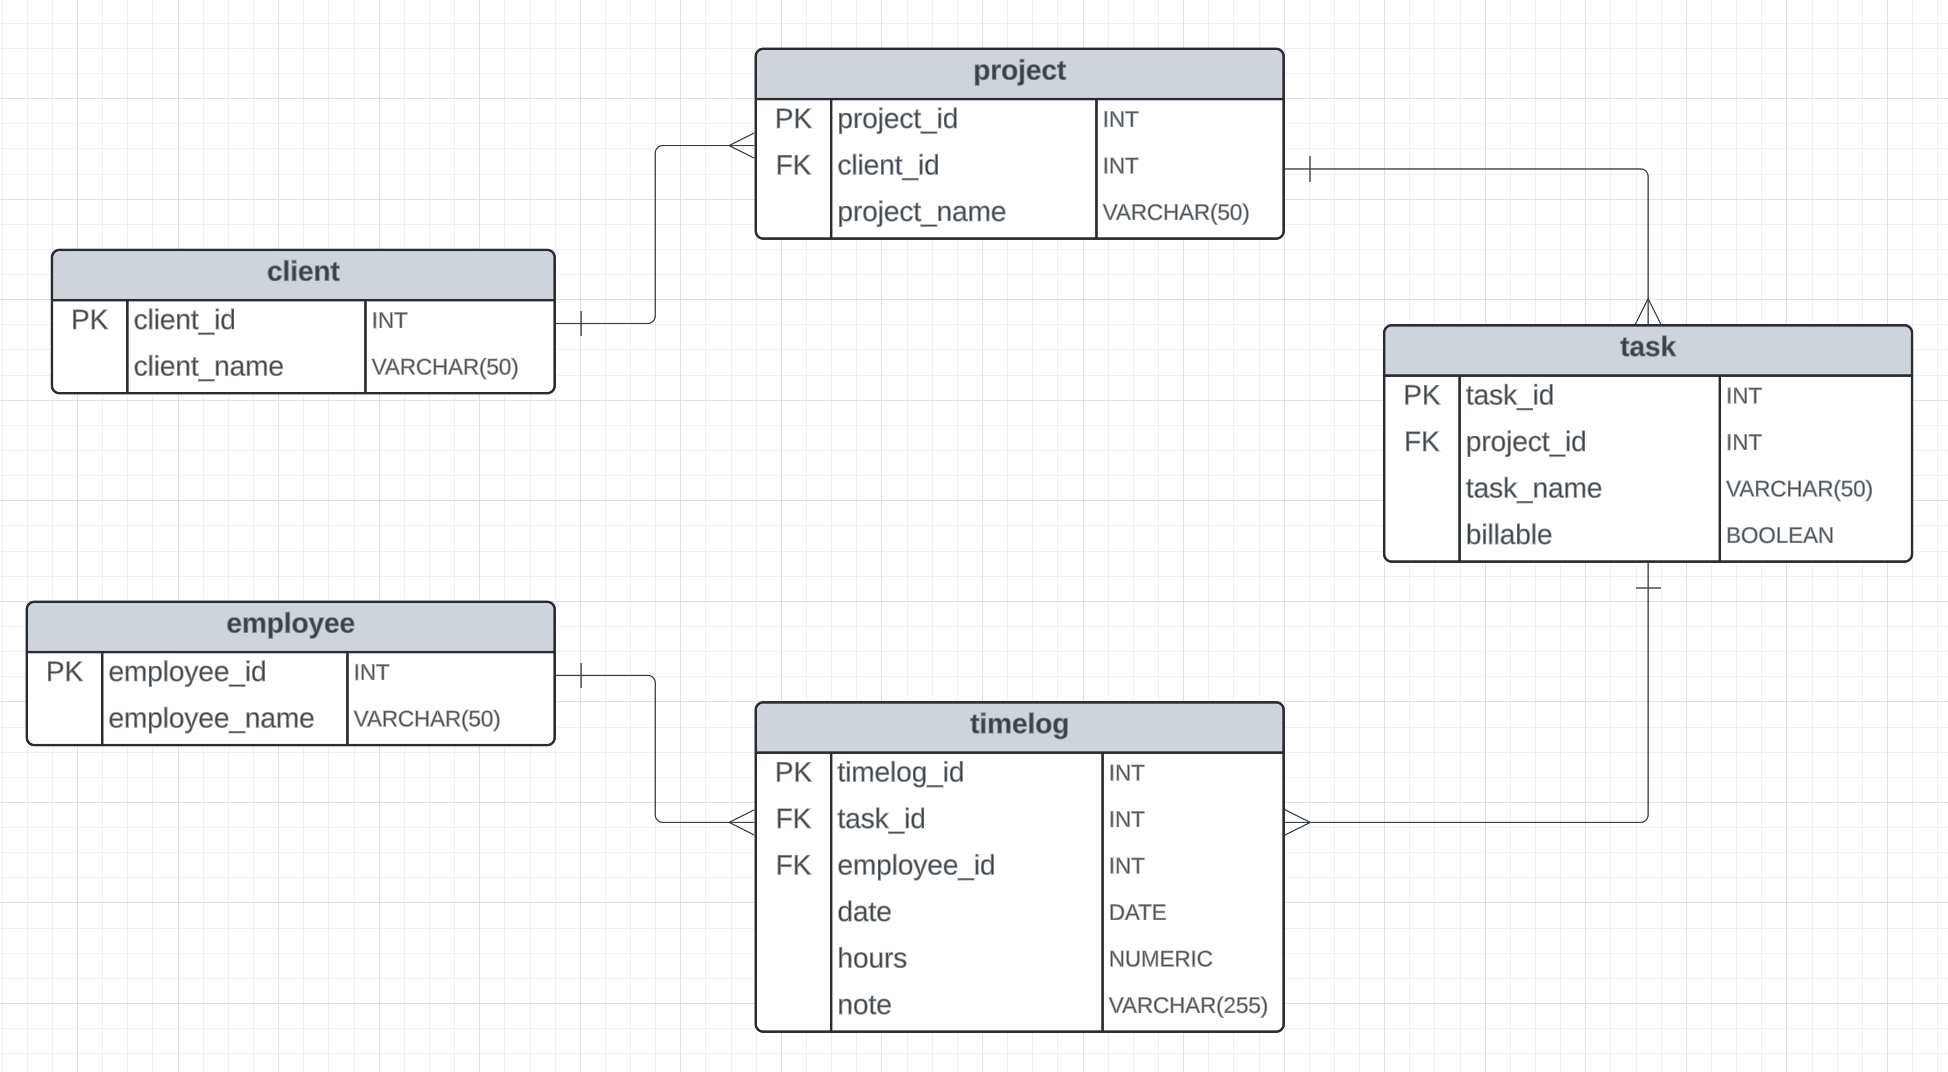 project
PK project_id INT
FK client_id INT
project_name VARCHAR(50)
client
PK client_id INT
client_name VARCHAR(50)
task
PK task_id INT
FK project_id INT
task_name VARCHAR(50)
billable BOOLEAN
employee
PK employee_id INT
employee_name VARCHAR(50)
timelog
PK timelog_id INT
FK task_id INT
FK employee_id INT
date DATE
hours NUMERIC
note VARCHAR(255)